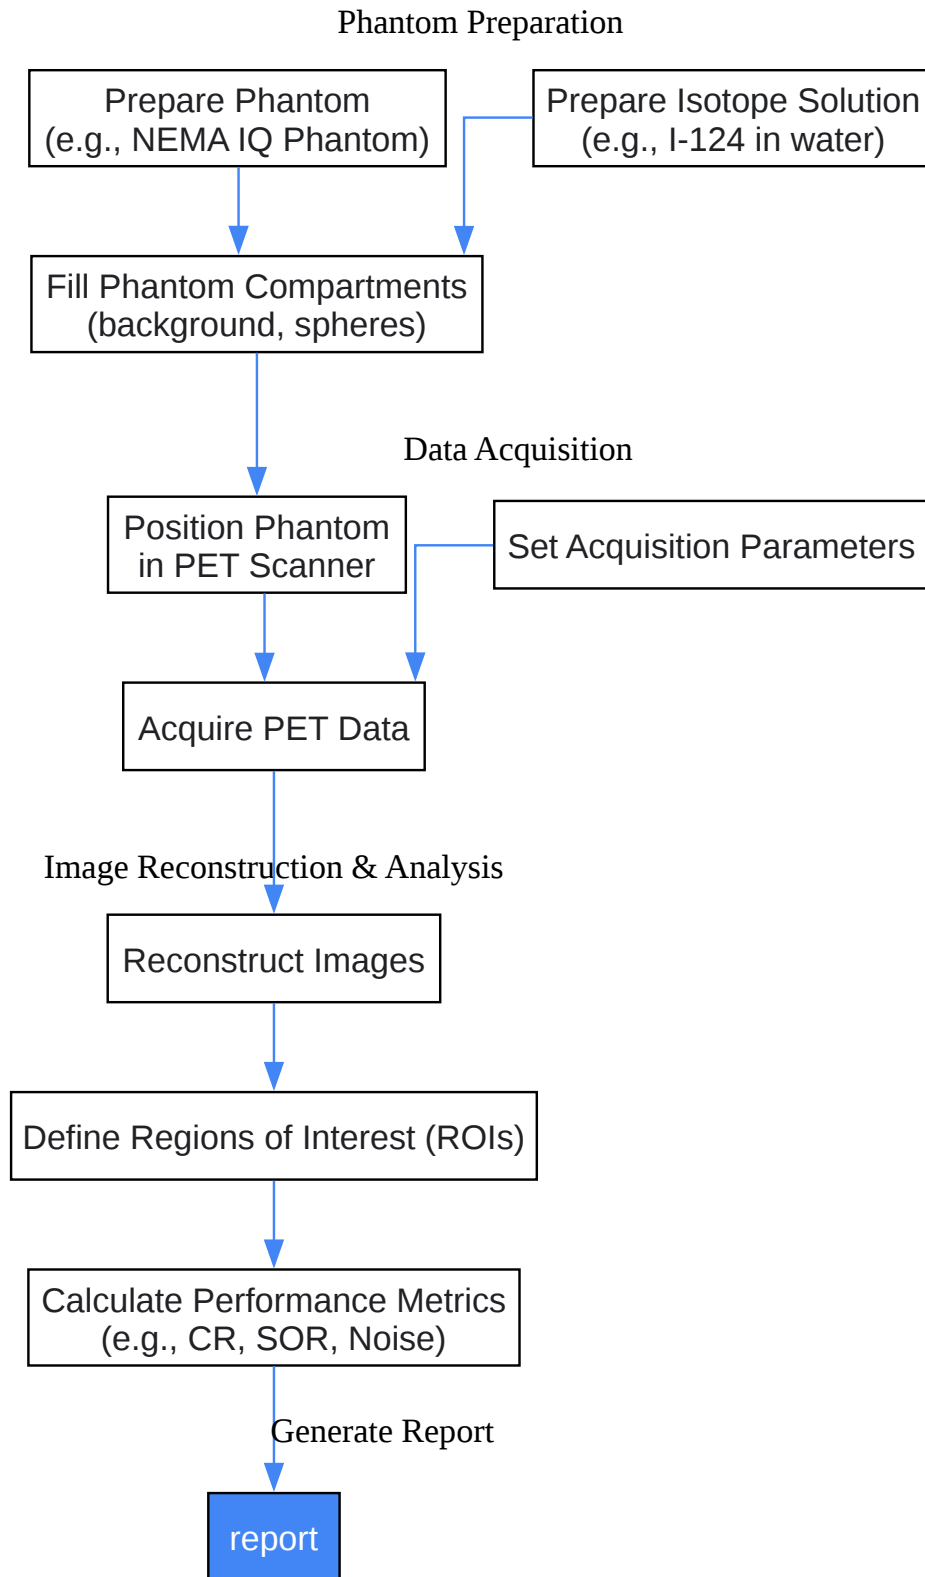 Phantom Preparation
Prepare Phantom
(e.g., NEMA IQ Phantom)
Prepare Isotope Solution
(e.g., I-124 in water)
Fill Phantom Compartments
(background, spheres)
Data Acquisition
Position Phantom
in PET Scanner
Set Acquisition Parameters
Acquire PET Data
Image Reconstruction & Analysis
Reconstruct Images
Define Regions of Interest (ROIs)
Calculate Performance Metrics
(e.g., CR, SOR, Noise)
Generate Report
report